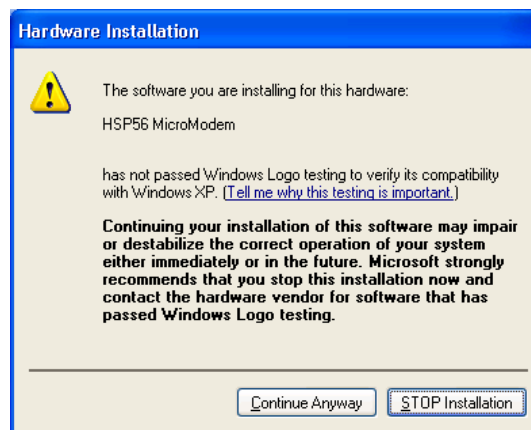 Hardware Installation
The software you are installing for this hardware:
HSP56 MicroModem
has not passed Windows Logo testing to verify its compatibility
with Windows XP. (Tell me why this testing is important.)
Continuing your installation of this software may impair
or destabilize the correct operation of your system
either immediately or in the future. Microsoft strongly
recommends that you stop this installation now and
contact the hardware vendor for software that has
passed Windows Logo testing.
Continue Anyway
STOP Installation